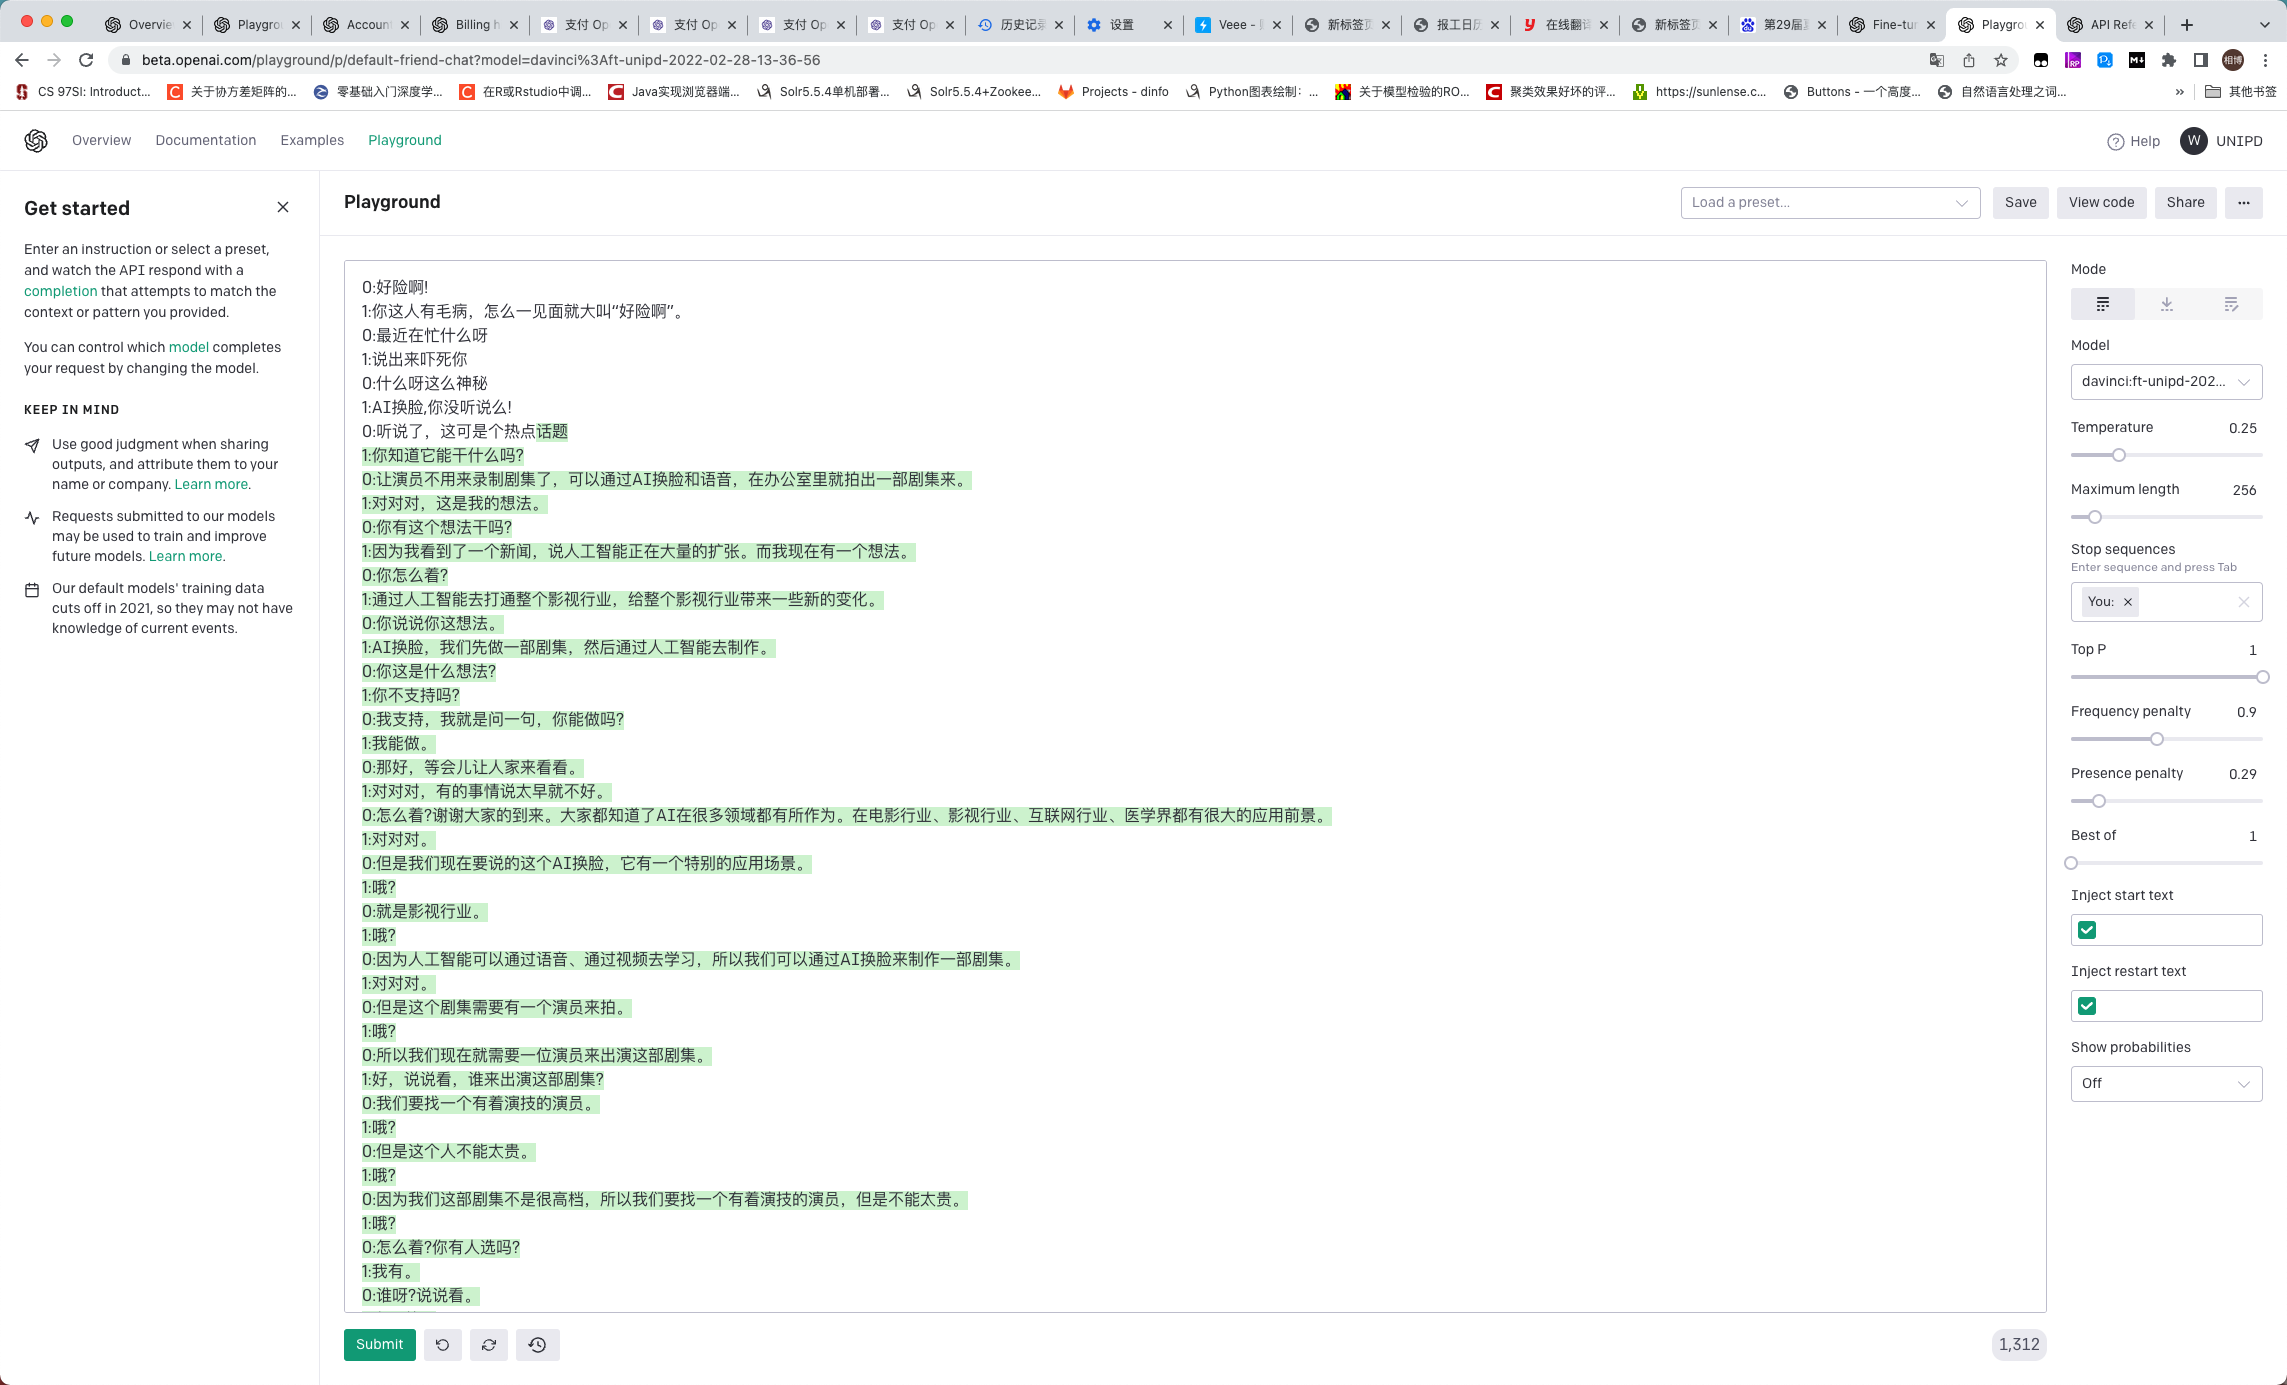 Overvie
Playgrou
Account
Billing h
支付 Op
支付 Op
支付 Op
支付 Op
历史记录
设置
Veee -
新标签页
报工日历
在线翻译
新标签页
第29届
Fine-tun
Playgrou
API Refe
beta.openai.com/playground/p/default-friend-chat?model=davinci%3Aft-unipd-2022-02-28-13-36-56
CS 97SI: Introduct...
关于协方差矩阵的...
零基础入门深度学...
在R或Rstudio中调...
Java实现浏览器端...
Solr5.5.4单机部署...
Solr5.5.4+Zookee...
Projects - dinfo
Python图表绘制：...
关于模型检验的RO...
聚类效果好坏的评...
https://sunlense.c...
Buttons - 一个高度...
自然语言处理之词...
»
其他书签
Overview
Documentation
Examples
Playground
Help
W
UNIPD
Get started
Enter an instruction or select a preset,
and watch the API respond with a
completion that attempts to match the
context or pattern you provided.
You can control which model completes
your request by changing the model.
KEEP IN MIND
Use good judgment when sharing
outputs, and attribute them to your
name or company. Learn more.
Requests submitted to our models
may be used to train and improve
future models. Learn more.
Our default models' training data
cuts off in 2021, so they may not have
knowledge of current events.
Playground
Load a preset...
Save
View code
Share
...
0:好险啊!
1:你这人有毛病，怎么一见面就大叫“好险啊”。
0:最近在忙什么呀
1:说出来吓死你
0:什么呀这么神秘
1:AI换脸,你没听说么!
0:听说了，这可是个热点话题
1:你知道它能干什么吗?
0:让演员不用来录制剧集了，可以通过AI换脸和语音，在办公室里就拍出一部剧集来。
1:对对对，这是我的想法。
0:你有这个想法干吗?
1:因为我看到了一个新闻，说人工智能正在大量的扩张。而我现在有一个想法。
0:你怎么着?
1:通过人工智能去打通整个影视行业，给整个影视行业带来一些新的变化。
0:你说说你这想法。
1:AI换脸，我们先做一部剧集，然后通过人工智能去制作。
0:你这是什么想法?
1:你不支持吗?
0:我支持，我就是问一句，你能做吗?
1:我能做。
0:那好，等会儿让人家来看看。
1:对对对，有的事情说太早就不好。
0:怎么着?谢谢大家的到来。大家都知道了AI在很多领域都有所作为。在电影行业、影视行业、互联网行业、医学界都有很大的应用前景。
1:对对对。
0:但是我们现在要说的这个AI换脸，它有一个特别的应用场景。
1:哦?
0:就是影视行业。
1:哦?
0:因为人工智能可以通过语音、通过视频去学习，所以我们可以通过AI换脸来制作一部剧集。
1:对对对。
0:但是这个剧集需要有一个演员来拍。
1:哦?
0:所以我们现在就需要一位演员来出演这部剧集。
1:好，说说看，谁来出演这部剧集?
0:我们要找一个有着演技的演员。
1:哦?
0:但是这个人不能太贵。
1:哦?
0:因为我们这部剧集不是很高档，所以我们要找一个有着演技的演员，但是不能太贵。
1:哦?
0:怎么着?你有人选吗?
1:我有。
0:谁呀?说说看。
Submit
1,312
Mode
Model
davinci:ft-unipd-202...
Temperature
0.25
Maximum length
256
Stop sequences
Enter sequence and press Tab
You: ×
Top P
1
Frequency penalty
0.9
Presence penalty
0.29
Best of
1
Inject start text
Inject restart text
Show probabilities
Off